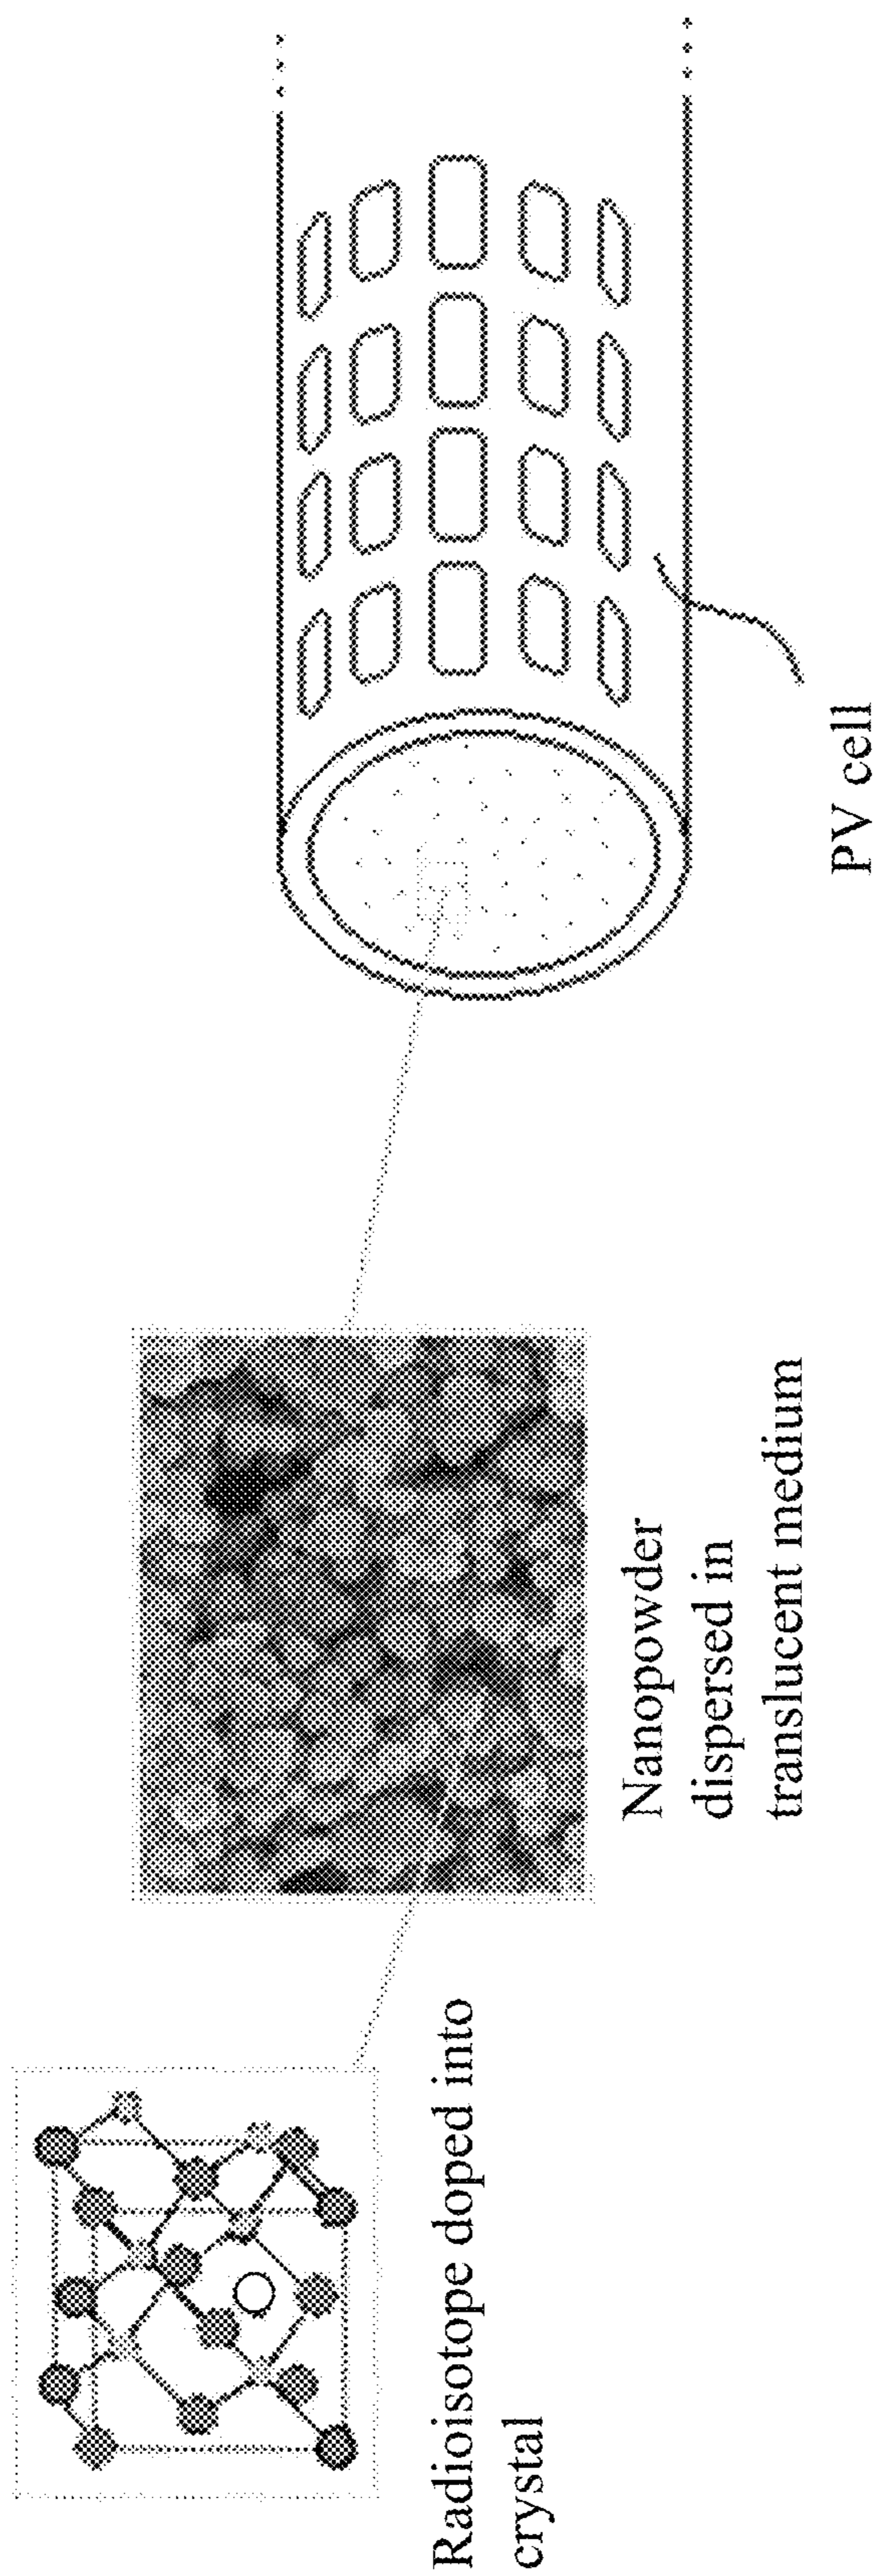 Radioisotope doped into
crystal
Nanopowder
dispersed in
translucent medium
PV cell